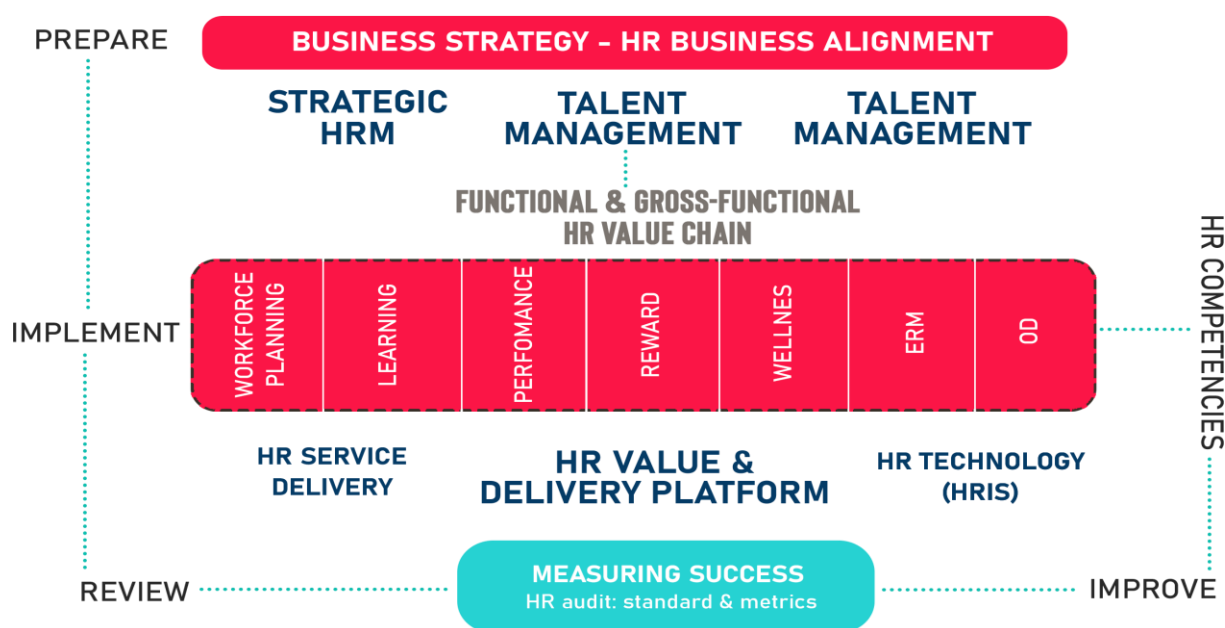 PREPARE
BUSINESS STRATEGY - HR BUSINESS ALIGNMENT
STRATEGIC
HRM
TALENT
MANAGEMENT
TALENT
MANAGEMENT
FUNCTIONAL & GROSS-FUNCTIONAL
HR VALUE CHAIN
IMPLEMENT
WORKFORCE
PLANNING
LEARNING
PERFOMANCE
REWARD
WELLNES
ERM
OD
HR COMPETENCIES
HR SERVICE
DELIVERY
HR VALUE &
DELIVERY PLATFORM
HR TECHNOLOGY
(HRIS)
REVIEW
MEASURING SUCCESS
HR audit: standard & metrics
IMPROVE